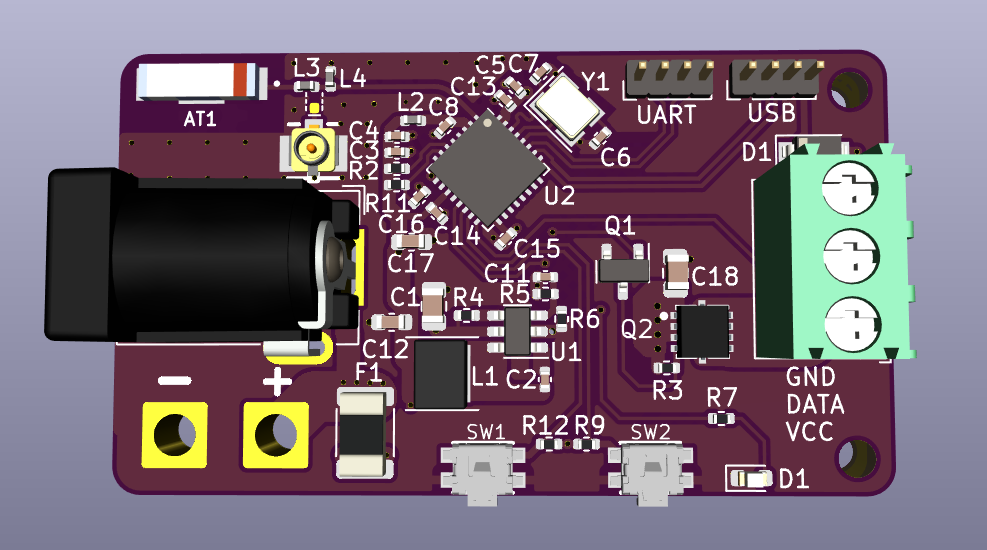 L3
L4
C5
C7
C13
Y1
AT1
L2
C8
UART
USB
C4
C3
R2
C6
D1
R11
U2
C16
C14
C15
Q1
C17
C11
C18
R5
C1
R4
R6
Q2
C12
U1
F1
L1
C2
R3
GND
DATA
VCC
R7
− +
SW1
R12
R9
SW2
D1